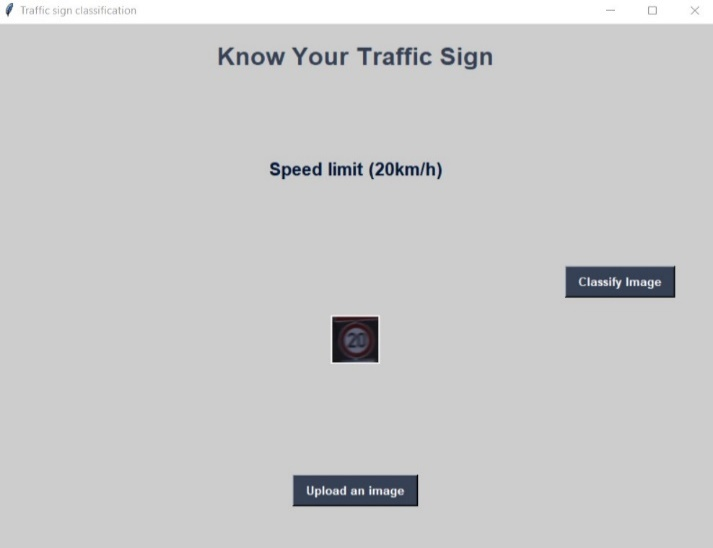 Traffic sign classification
Know Your Traffic Sign
Speed limit (20km/h)
Classify Image
20
Upload an image